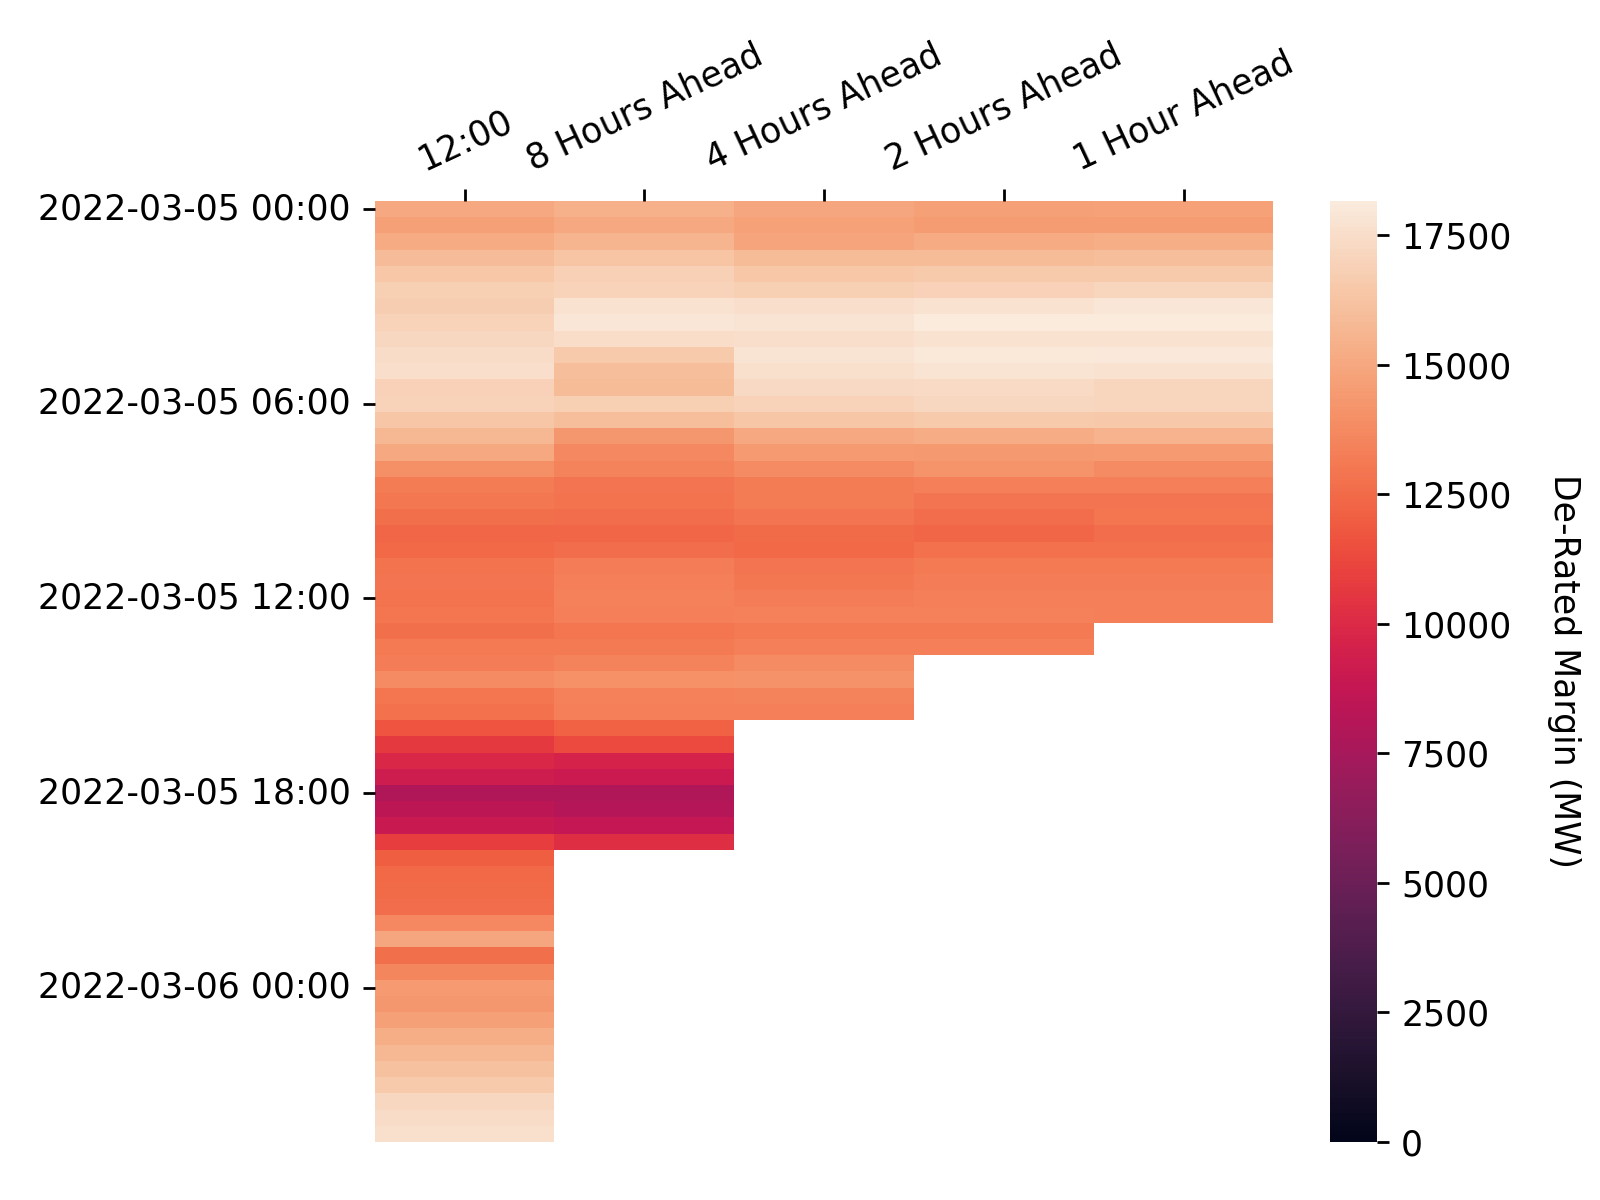 12:00
8 Hours Ahead
4 Hours Ahead
2 Hours Ahead
1 Hour Ahead
2022-03-05 00:00
2022-03-05 06:00
2022-03-05 12:00
2022-03-05 18:00
2022-03-06 00:00
17500
15000
12500
10000
7500
5000
2500
0
De-Rated Margin (MW)